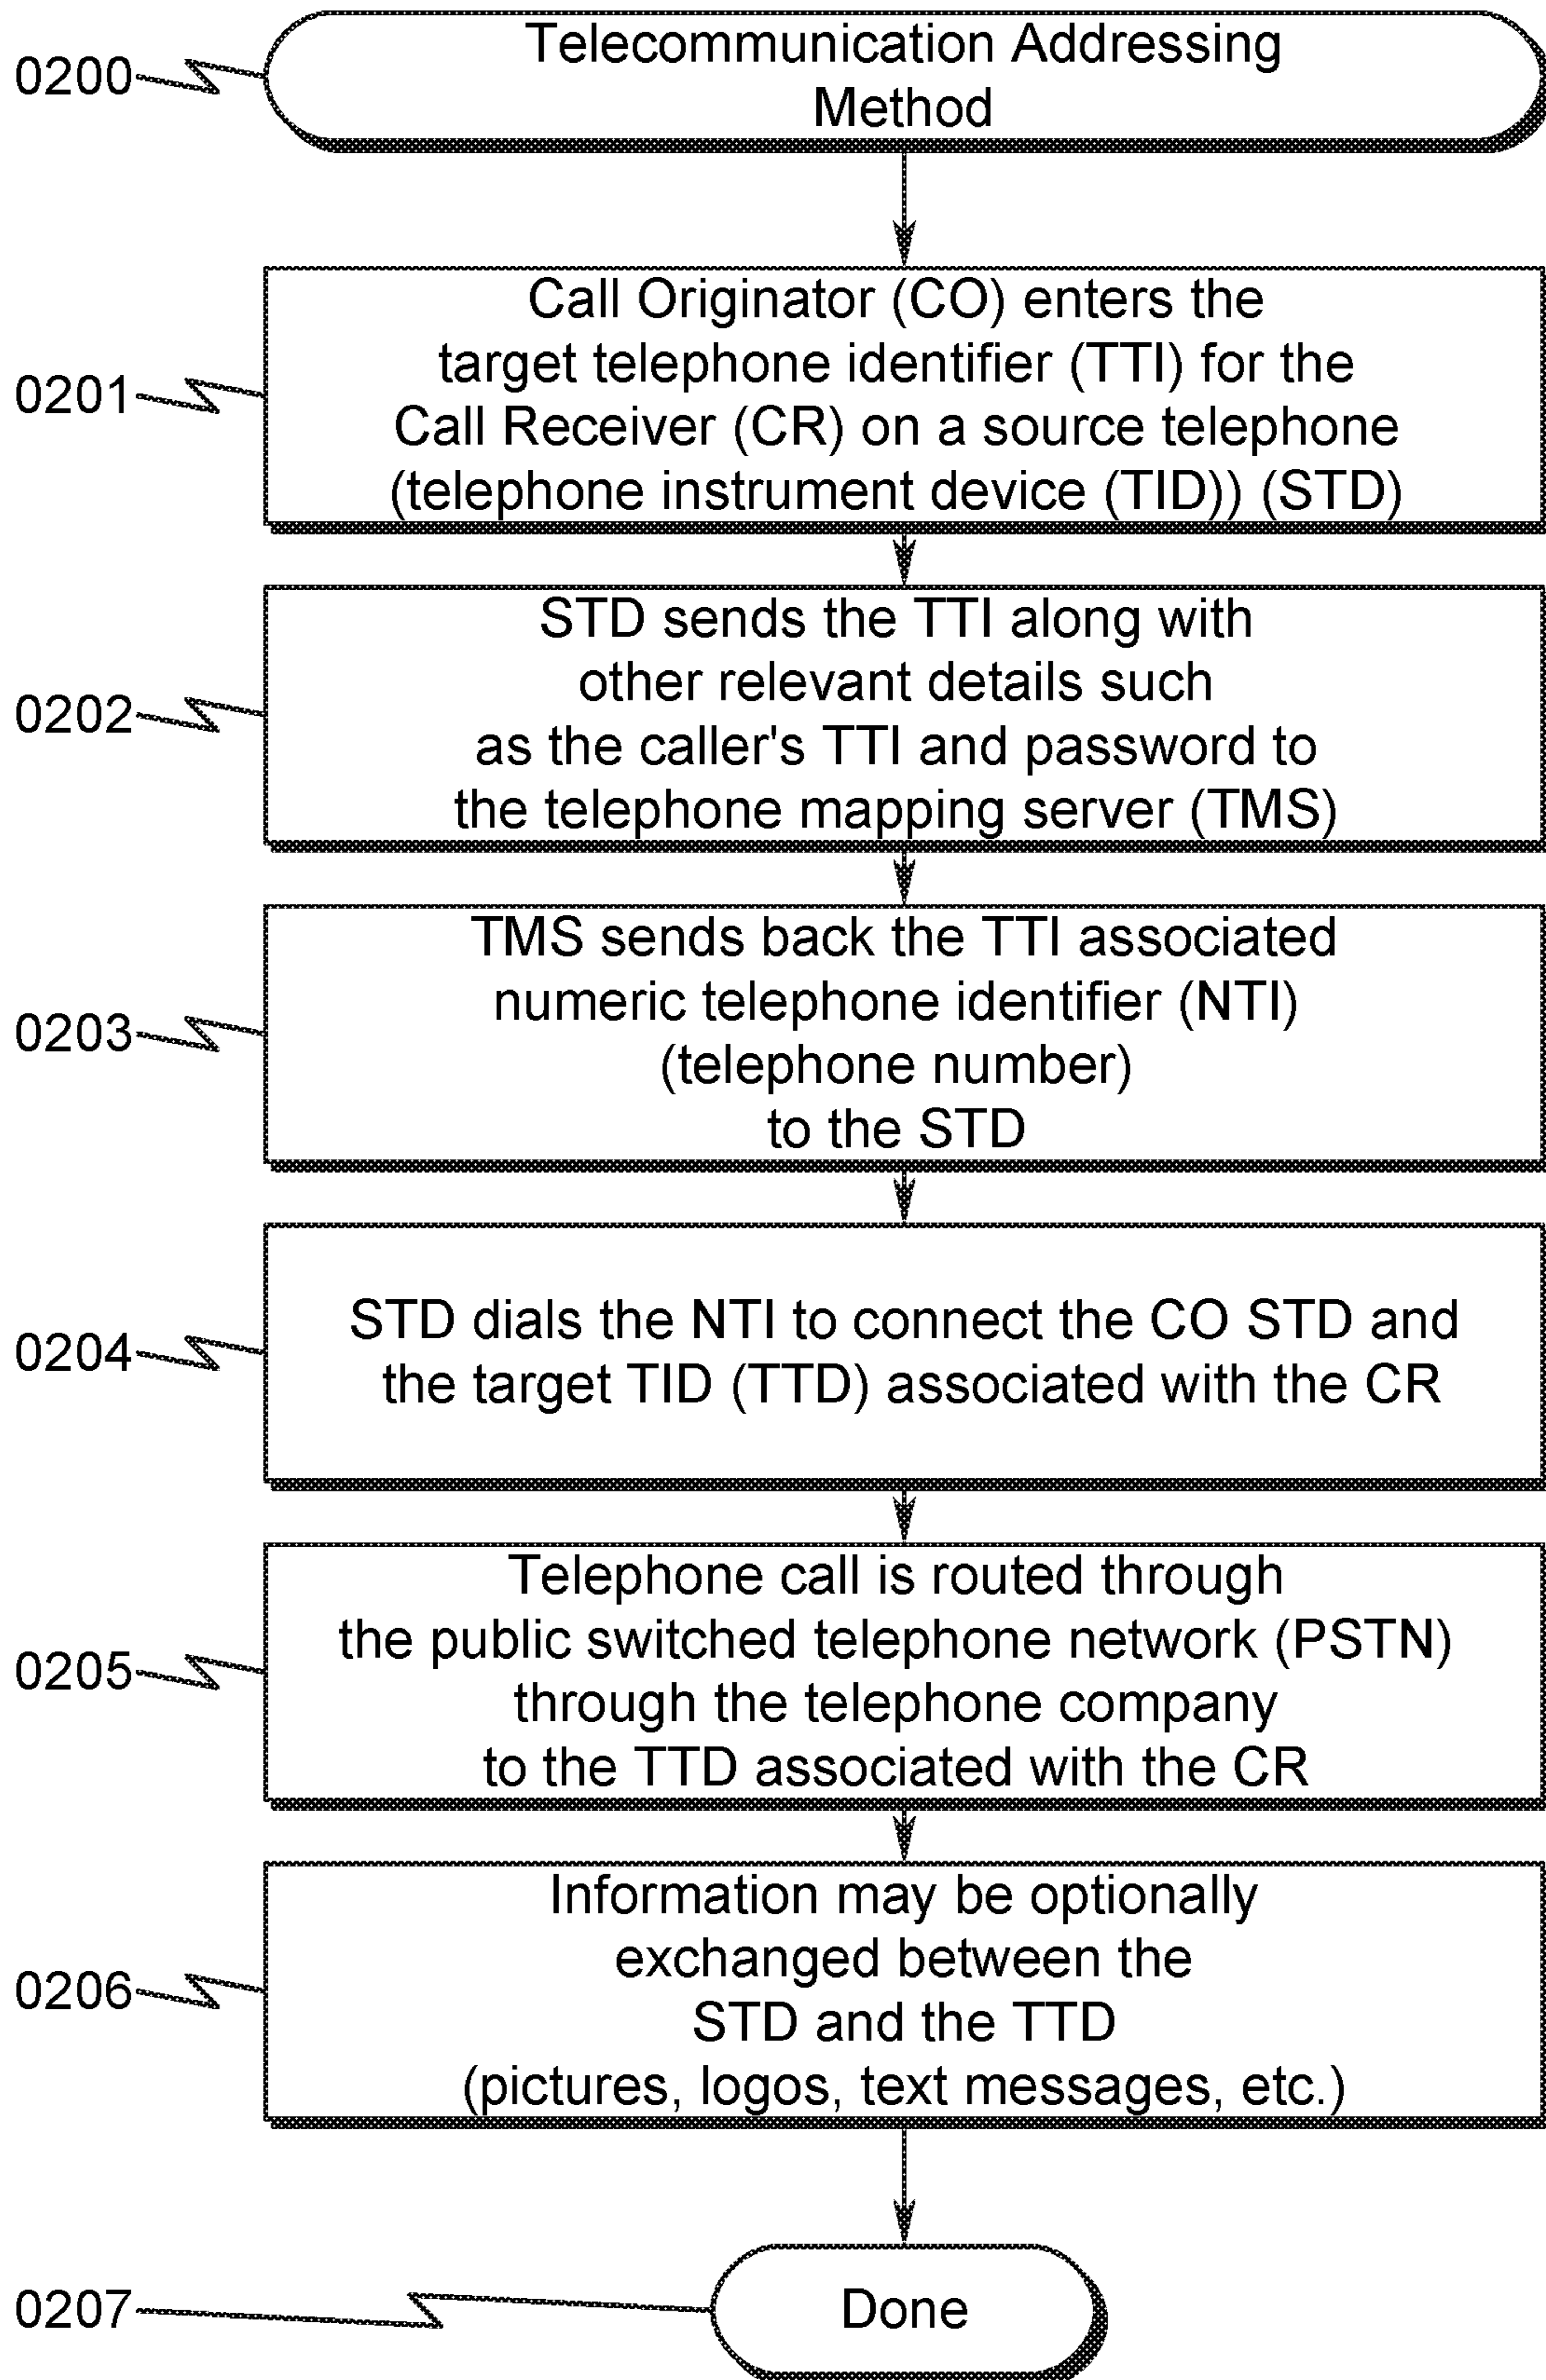 0200
Telecommunication Addressing
Method
0201
Call Originator (CO) enters the
target telephone identifier (TTI) for the
Call Receiver (CR) on a source telephone
(telephone instrument device (TID)) (STD)
0202
STD sends the TTI along with
other relevant details such
as the caller's TTI and password to
the telephone mapping server (TMS)
0203
TMS sends back the TTI associated
numeric telephone identifier (NTI)
(telephone number)
to the STD
0204
STD dials the NTI to connect the CO STD and
the target TID (TTD) associated with the CR
0205
Telephone call is routed through
the public switched telephone network (PSTN)
through the telephone company
to the TTD associated with the CR
0206
Information may be optionally
exchanged between the
STD and the TTD
(pictures, logos, text messages, etc.)
0207
Done